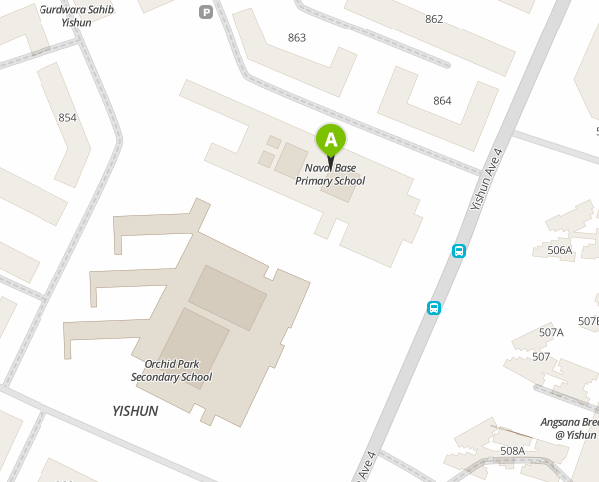 Gurdwara Sahib
Yishun
P
862
863
864
854
A
Naval Base
Primary School
Yishun Ave 4
506A
507A
507
Orchid Park
Secondary School
YISHUN
Angsana Bree
@ Yishun
508A
Ave 4